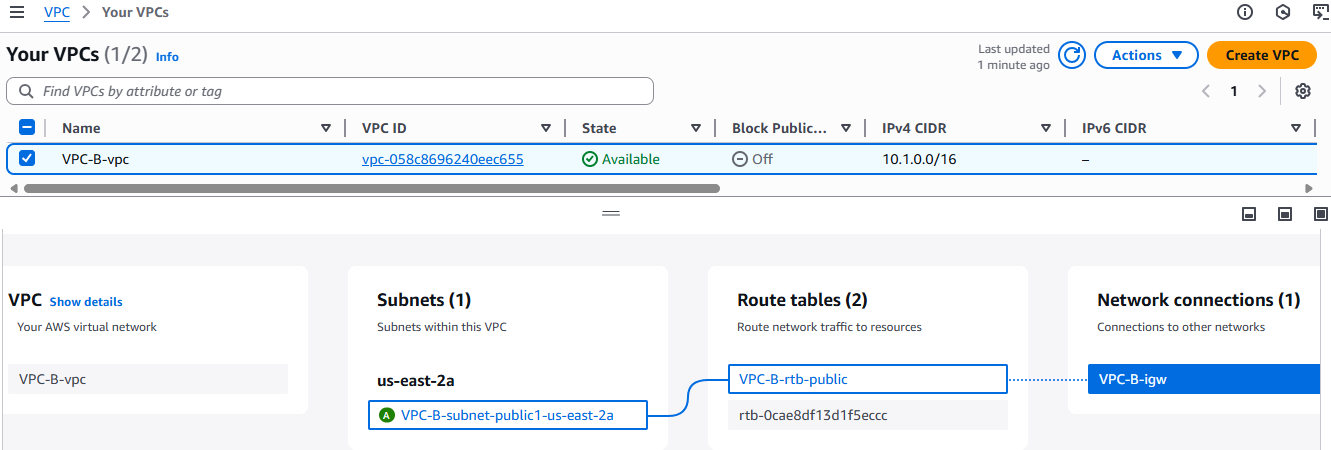 VPC > Your VPCs
Your VPCs (1/2) Info
Last updated
1 minute ago
Actions
Create VPC
Find VPCs by attribute or tag
1
Name VPC ID State Block Public... IPv4 CIDR IPv6 CIDR
VPC-B-vpc vpc-058c8696240eec655 Available Off 10.1.0.0/16 –
VPC Show details
Your AWS virtual network
VPC-B-vpc
Subnets (1)
Subnets within this VPC
us-east-2a
A VPC-B-subnet-public1-us-east-2a
Route tables (2)
Route network traffic to resources
VPC-B-rtb-public
rtb-0cae8df13d1f5eccc
Network connections (1)
Connections to other networks
VPC-B-igw